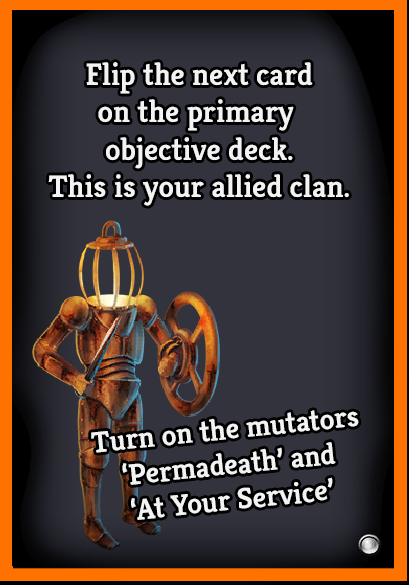 Flip the next card
on the primary
objective deck.
This is your allied clan.
Turn on the mutators
‘Permadeath’ and
‘At Your Service’